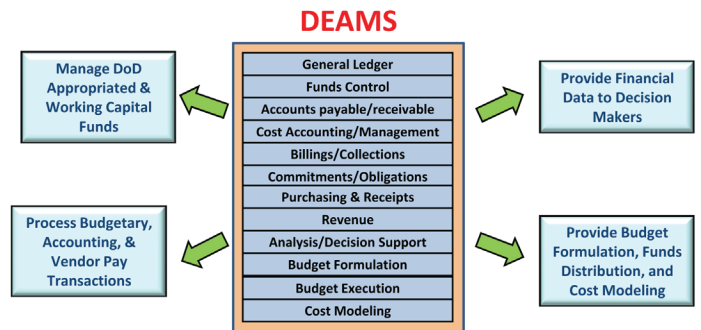 DEAMS
Manage DoD
Appropriated &
Working Capital
Funds
Process Budgetary,
Accounting, &
Vendor Pay
Transactions
General Ledger
Funds Control
Accounts payable/receivable
Cost Accounting/Management
Billings/Collections
Commitments/Obligations
Purchasing & Receipts
Revenue
Analysis/Decision Support
Budget Formulation
Budget Execution
Cost Modeling
Provide Financial
Data to Decision
Makers
Provide Budget
Formulation, Funds
Distribution, and
Cost Modeling